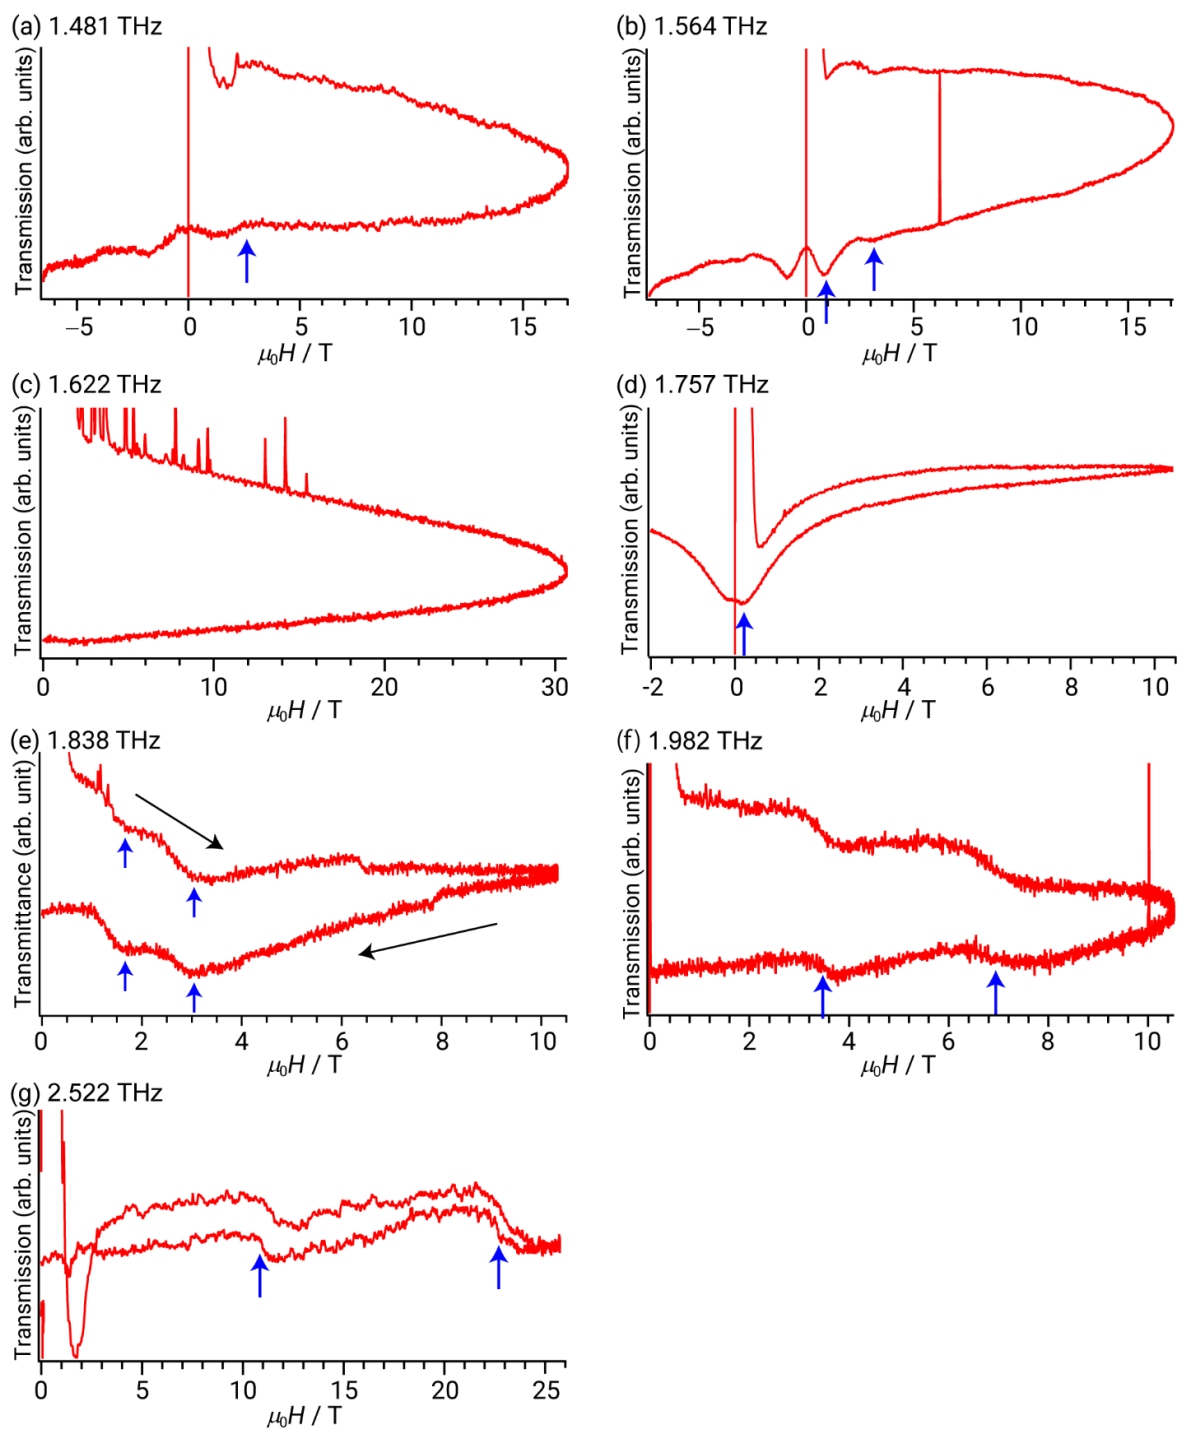 (a) 1.481 THz
Transmission (arb. units)
−5 0 5 10 15
μ₀H / T
(b) 1.564 THz
Transmission (arb. units)
−5 0 5 10 15
μ₀H / T
(c) 1.622 THz
Transmission (arb. units)
0 10 20 30
μ₀H / T
(d) 1.757 THz
Transmission (arb. units)
-2 0 2 4 6 8 10
μ₀H / T
(e) 1.838 THz
Transmittance (arb. unit)
0 2 4 6 8 10
μ₀H / T
(f) 1.982 THz
Transmission (arb. units)
0 2 4 6 8 10
μ₀H / T
(g) 2.522 THz
Transmission (arb. units)
0 5 10 15 20 25
μ₀H / T